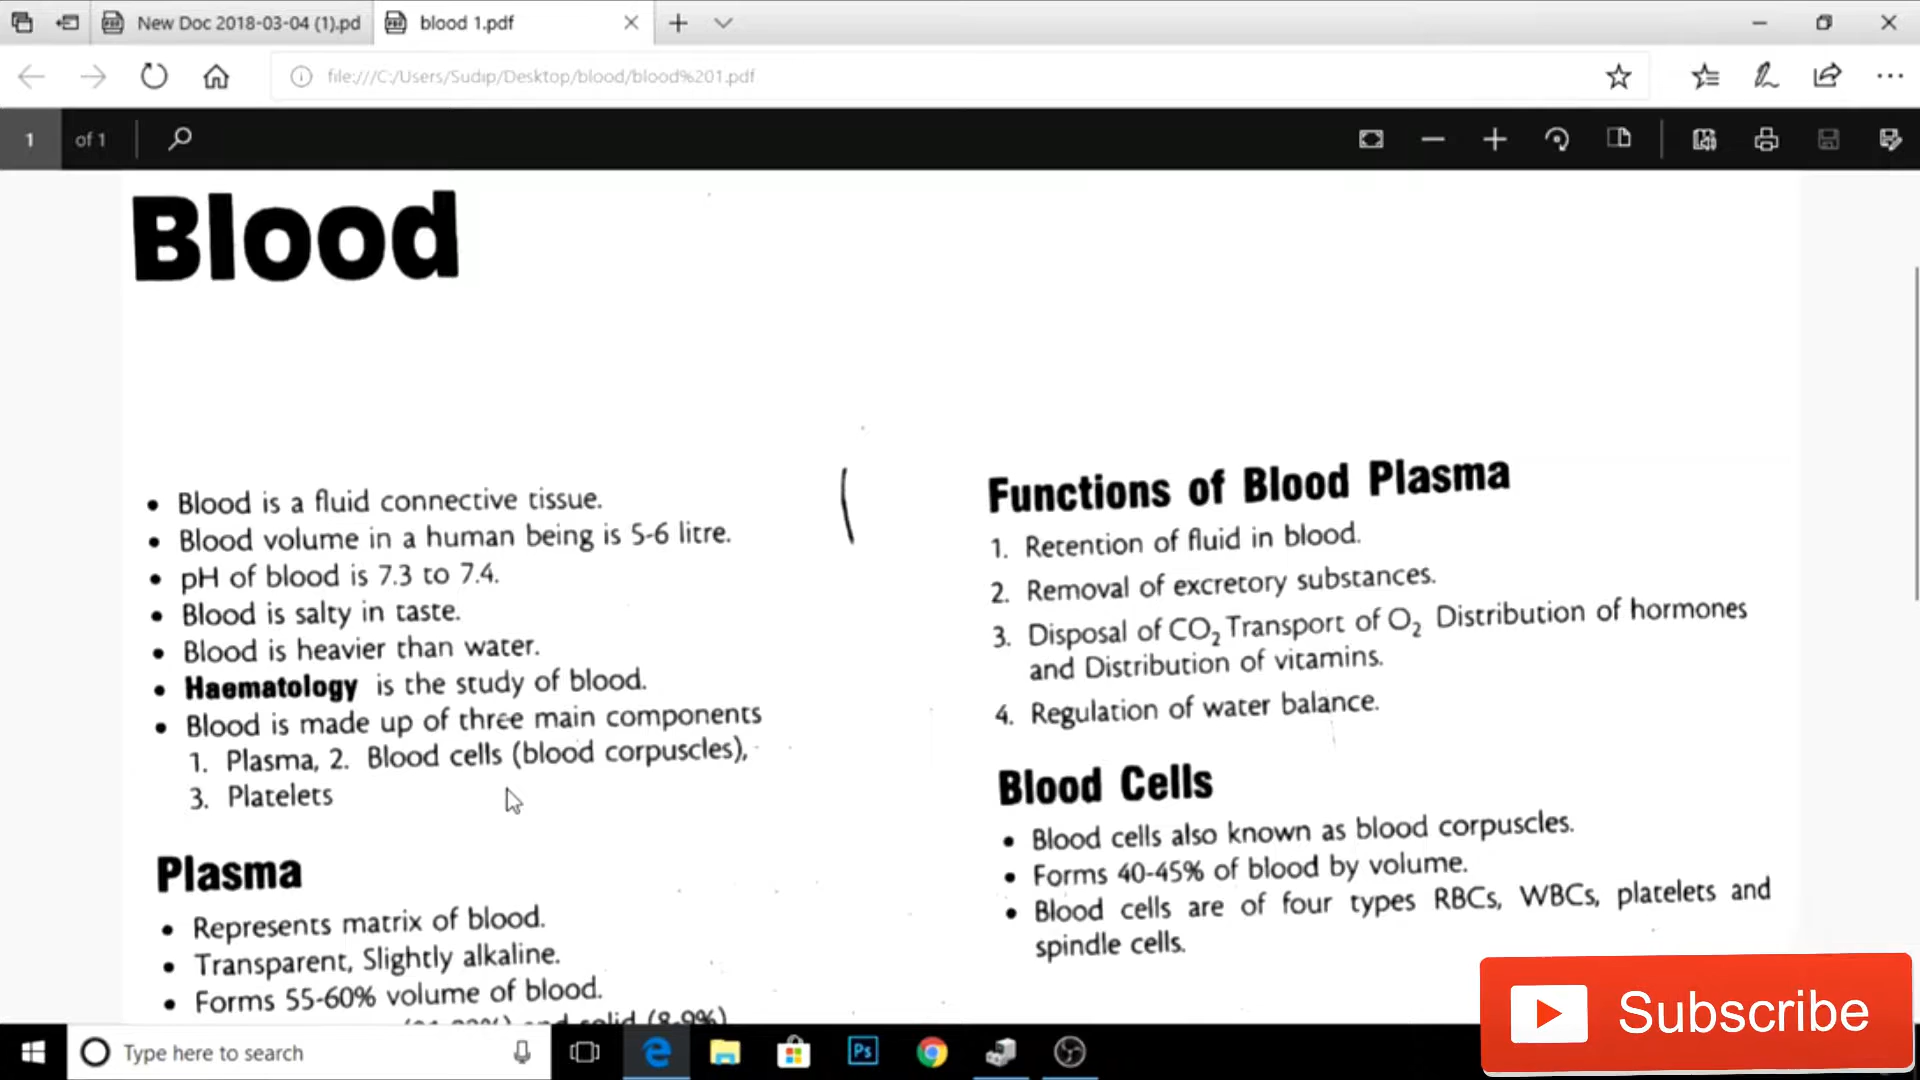 New Doc 2018-03-04 (1).pd
blood 1.pdf
file:///C:/Users/Sudip/Desktop/blood/blood%201.pdf
1 of 1
Blood
• Blood is a fluid connective tissue.
• Blood volume in a human being is 5-6 litre.
• pH of blood is 7.3 to 7.4.
• Blood is salty in taste.
• Blood is heavier than water.
• Haematology is the study of blood.
• Blood is made up of three main components
1. Plasma, 2. Blood cells (blood corpuscles),
3. Platelets
Plasma
• Represents matrix of blood.
• Transparent, Slightly alkaline.
• Forms 55-60% volume of blood.
and solid (8-9%)
Functions of Blood Plasma
1. Retention of fluid in blood.
2. Removal of excretory substances.
3. Disposal of CO₂ Transport of O₂ Distribution of hormones
and Distribution of vitamins.
4. Regulation of water balance.
Blood Cells
• Blood cells also known as blood corpuscles.
• Forms 40-45% of blood by volume.
• Blood cells are of four types RBCs, WBCs, platelets and
spindle cells.
Subscribe
Type here to search
Ps